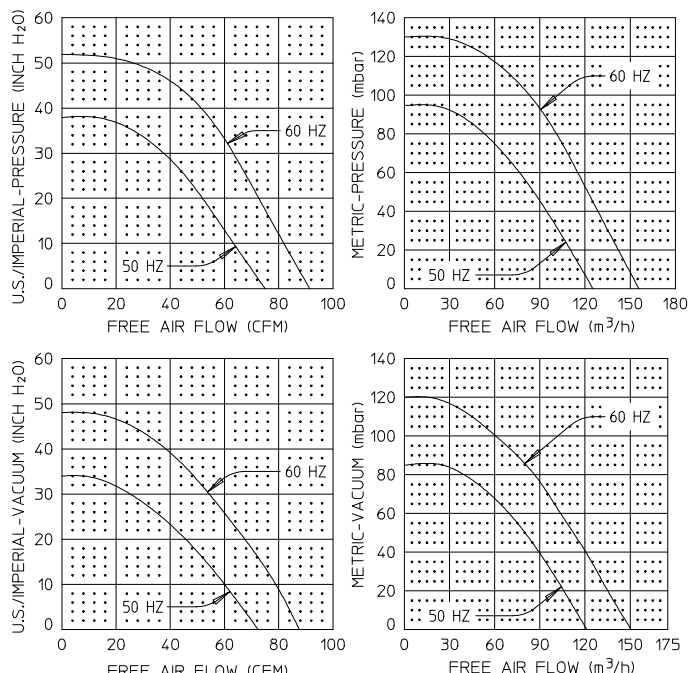 U.S./IMPERIAL-PRESSURE (INCH H₂O)
60
50
40
30
20
10
0
60 HZ
50 HZ
0 20 40 60 80 100
FREE AIR FLOW (CFM)
METRIC-PRESSURE (mbar)
140
120
100
80
60
40
20
0
60 HZ
50 HZ
0 30 60 90 120 150 180
FREE AIR FLOW (m³/h)
U.S./IMPERIAL-VACUUM (INCH H₂O)
60
50
40
30
20
10
0
60 HZ
50 HZ
0 20 40 60 80 100
FREE AIR FLOW (CFM)
METRIC-VACUUM (mbar)
140
120
100
80
60
40
20
0
60 HZ
50 HZ
0 30 60 90 120 150 175
FREE AIR FLOW (m³/h)